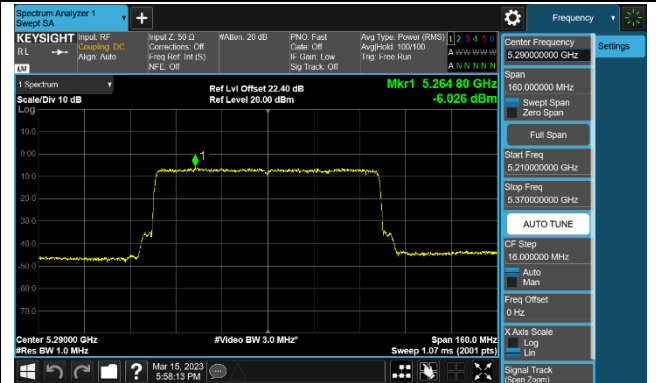 Spectrum Analyzer 1
Swept SA
Frequency
KEYSIGHT
Input: RF
Input Z: 50 Ω
#Atten: 20 dB
PNO: Fast
Avg Type: Power (RMS)
1 2 3 4 5 6
RL
Coupling: DC
Corrections: Off
Gate: Off
Avg|Hold: 100/100
A W W W W W
Align: Auto
Freq Ref: Int (S)
IF Gain: Low
Trig: Free Run
LXI
NFE: Off
Sig Track: Off
A N N N N N
1 Spectrum
Ref Lvl Offset 22.40 dB
Mkr1 5.264 80 GHz
Scale/Div 10 dB
Ref Level 20.00 dBm
-6.026 dBm
Log
10.0
0.00
1
-10.0
-20.0
-30.0
-40.0
-50.0
-60.0
-70.0
Center 5.29000 GHz
#Video BW 3.0 MHz*
Span 160.0 MHz
#Res BW 1.0 MHz
Sweep 1.07 ms (2001 pts)
Center Frequency
5.290000000 GHz
Settings
Span
160.000000 MHz
Swept Span
Zero Span
Full Span
Start Freq
5.210000000 GHz
Stop Freq
5.370000000 GHz
AUTO TUNE
CF Step
16.000000 MHz
Auto
Man
Freq Offset
0 Hz
X Axis Scale
Log
Lin
Signal Track
(Span Zoom)
?
Mar 15, 2023
5:58:13 PM